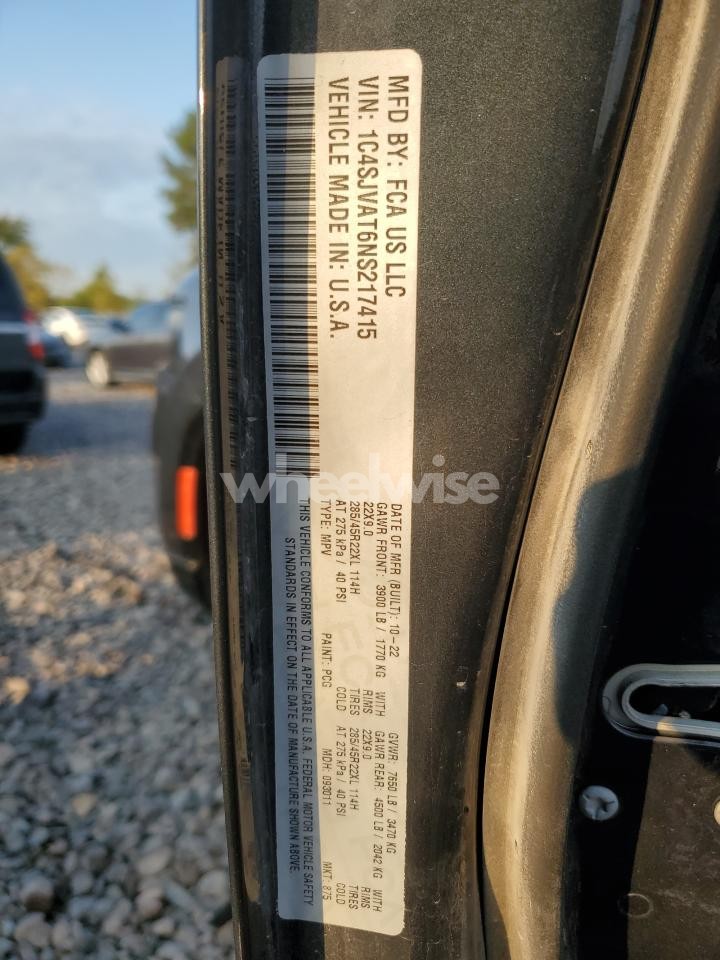 MFD BY: FCA US LLC
VIN: 1C4SJVAT6NS217415
VEHICLE MADE IN: U.S.A.
DATE OF MFR (BUILT): 10-22 GVWR: 7650 LB / 3470 KG
GAWR FRONT: 3900 LB / 1770 KG WITH GAWR REAR: 4500 LB / 2042 KG WITH
22X9.0 RIMS 22X9.0 RIMS
285/45R22XL 114H TIRES 285/45R22XL 114H TIRES
AT 275 kPa / 40 PSI COLD AT 275 kPa / 40 PSI COLD
TYPE: MPV PAINT: PCG MDH: 093011 MKT: 875
THIS VEHICLE CONFORMS TO ALL APPLICABLE U.S.A. FEDERAL MOTOR VEHICLE SAFETY
STANDARDS IN EFFECT ON THE DATE OF MANUFACTURE SHOWN ABOVE.
wheelwise